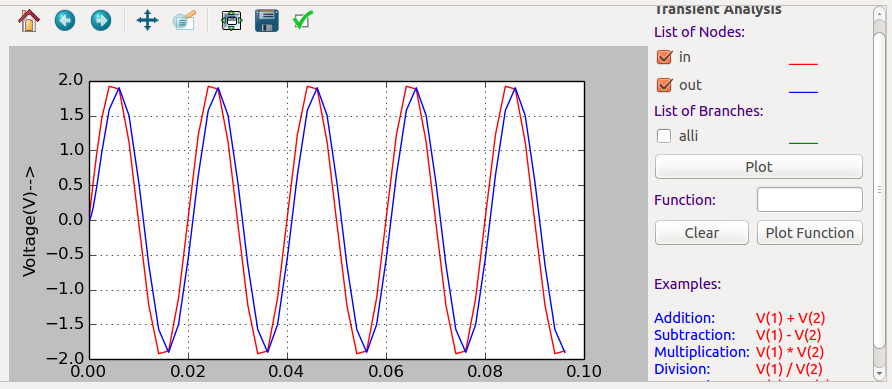 Transient Analysis
List of Nodes:
in
out
List of Branches:
alli
Plot
Function:
Clear Plot Function
Examples:
Addition: V(1) + V(2)
Subtraction: V(1) - V(2)
Multiplication: V(1) * V(2)
Division: V(1) / V(2)
Voltage(V)-->
2.0
1.5
1.0
0.5
0.0
−0.5
−1.0
−1.5
−2.0
0.00 0.02 0.04 0.06 0.08 0.10